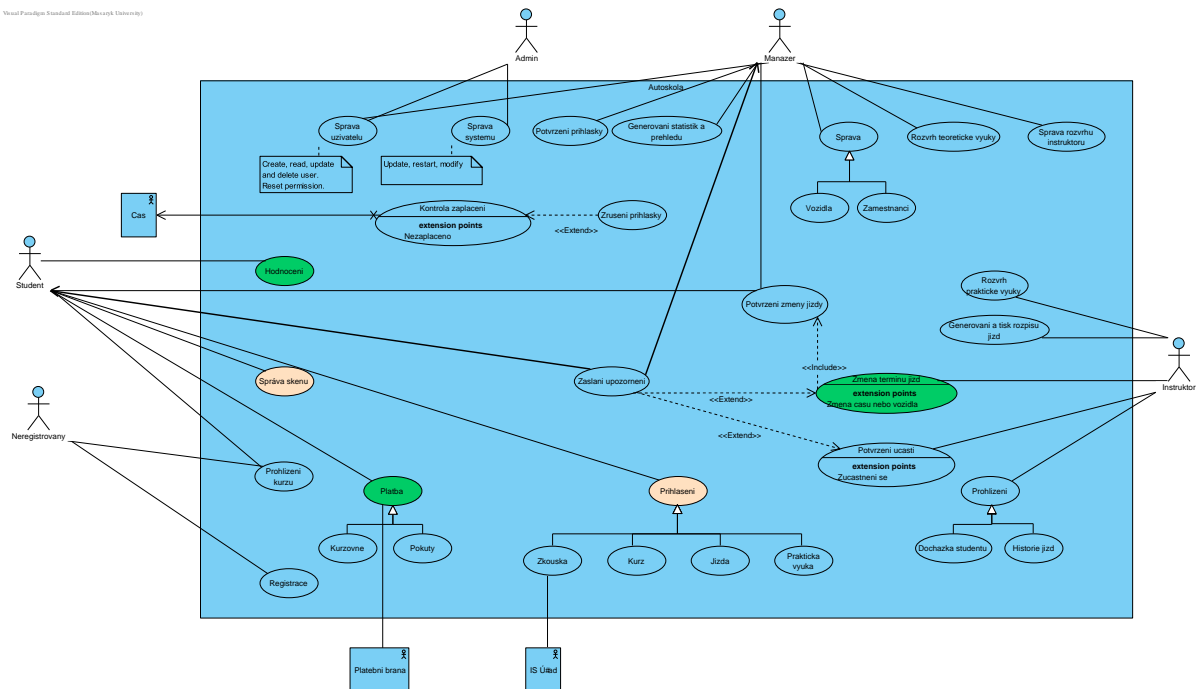 Visual Paradigm Standard Edition(Masaryk University)
Admin
Manazer
Autoskola
Sprava
uzivatelu
Sprava
systemu
Potvrzeni prihlasky
Generovani statistik a
prehledu
Sprava
Rozvrh teoreticke vyuky
Sprava rozvrhu
instruktoru
Create, read, update
and delete user.
Reset permission.
Update, restart, modify
Vozidla
Zamestnanci
Cas
Kontrola zaplaceni
extension points
Nezaplaceno
<<Extend>>
Zruseni prihlasky
Student
Hodnoceni
Potvrzeni zmeny jizdy
Rozvrh
prakticke vyuky
Generovani a tisk rozpisu
jizd
Instruktor
<<Include>>
Správa skenu
Zaslani upozorneni
<<Extend>>
Zmena terminu jizd
extension points
Zmena casu nebo vozidla
Neregistrovany
<<Extend>>
Potvrzeni ucasti
extension points
Zucastneni se
Prohlizeni
kurzu
Platba
Prihlaseni
Prohlizeni
Kurzovne
Pokuty
Zkouska
Kurz
Jizda
Prakticka
vyuka
Dochazka studentu
Historie jizd
Registrace
Platebni brana
IS Úřad